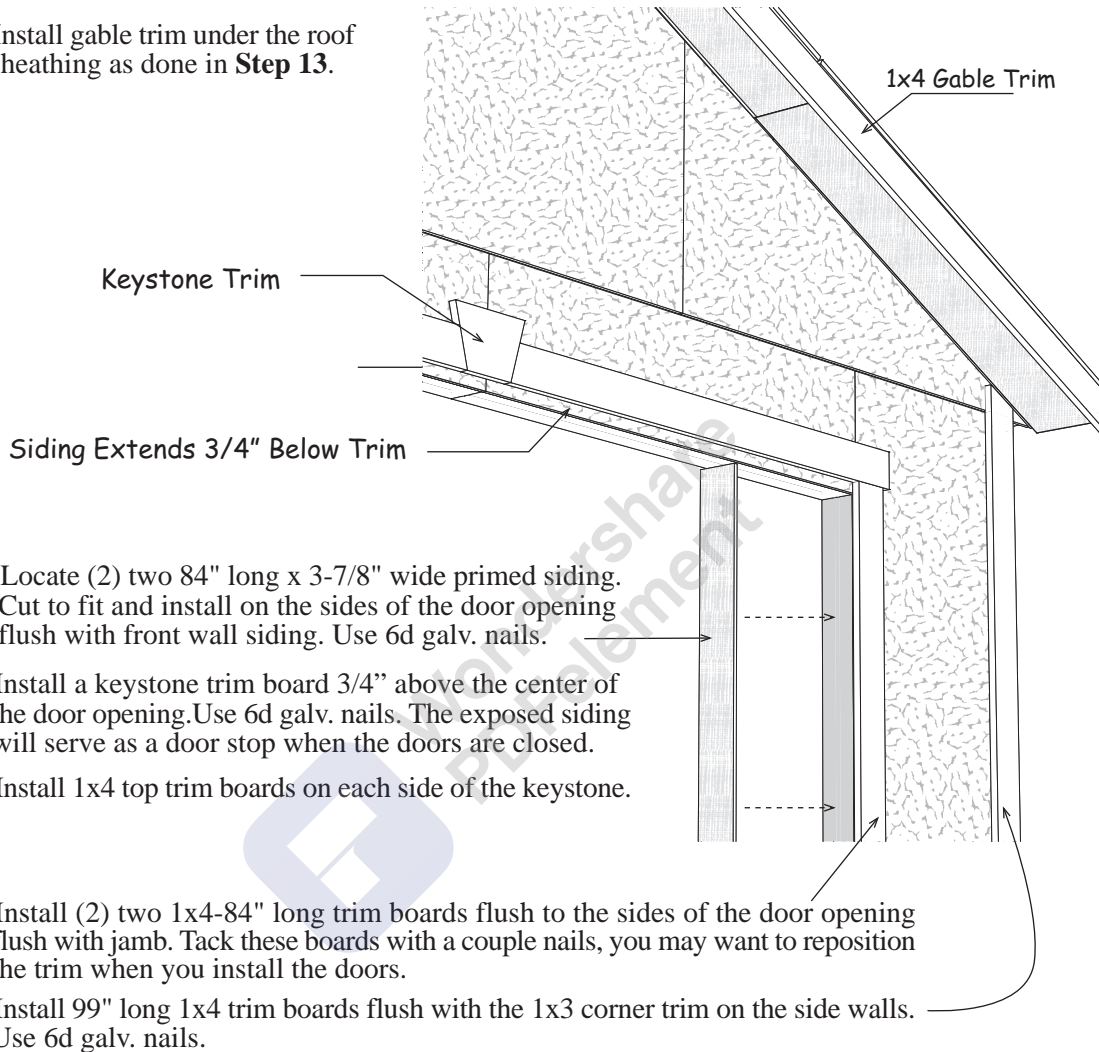 Install gable trim under the roof
heathing as done in Step 13.
1x4 Gable Trim
Keystone Trim
Siding Extends 3/4" Below Trim
Locate (2) two 84" long x 3-7/8" wide primed siding.
Cut to fit and install on the sides of the door opening
flush with front wall siding. Use 6d galv. nails.
Install a keystone trim board 3/4” above the center of
he door opening.Use 6d galv. nails. The exposed siding
will serve as a door stop when the doors are closed.
Install 1x4 top trim boards on each side of the keystone.
Install (2) two 1x4-84" long trim boards flush to the sides of the door opening
flush with jamb. Tack these boards with a couple nails, you may want to reposition
he trim when you install the doors.
Install 99" long 1x4 trim boards flush with the 1x3 corner trim on the side walls.
Use 6d galv. nails.
Wondershare
PDFelement